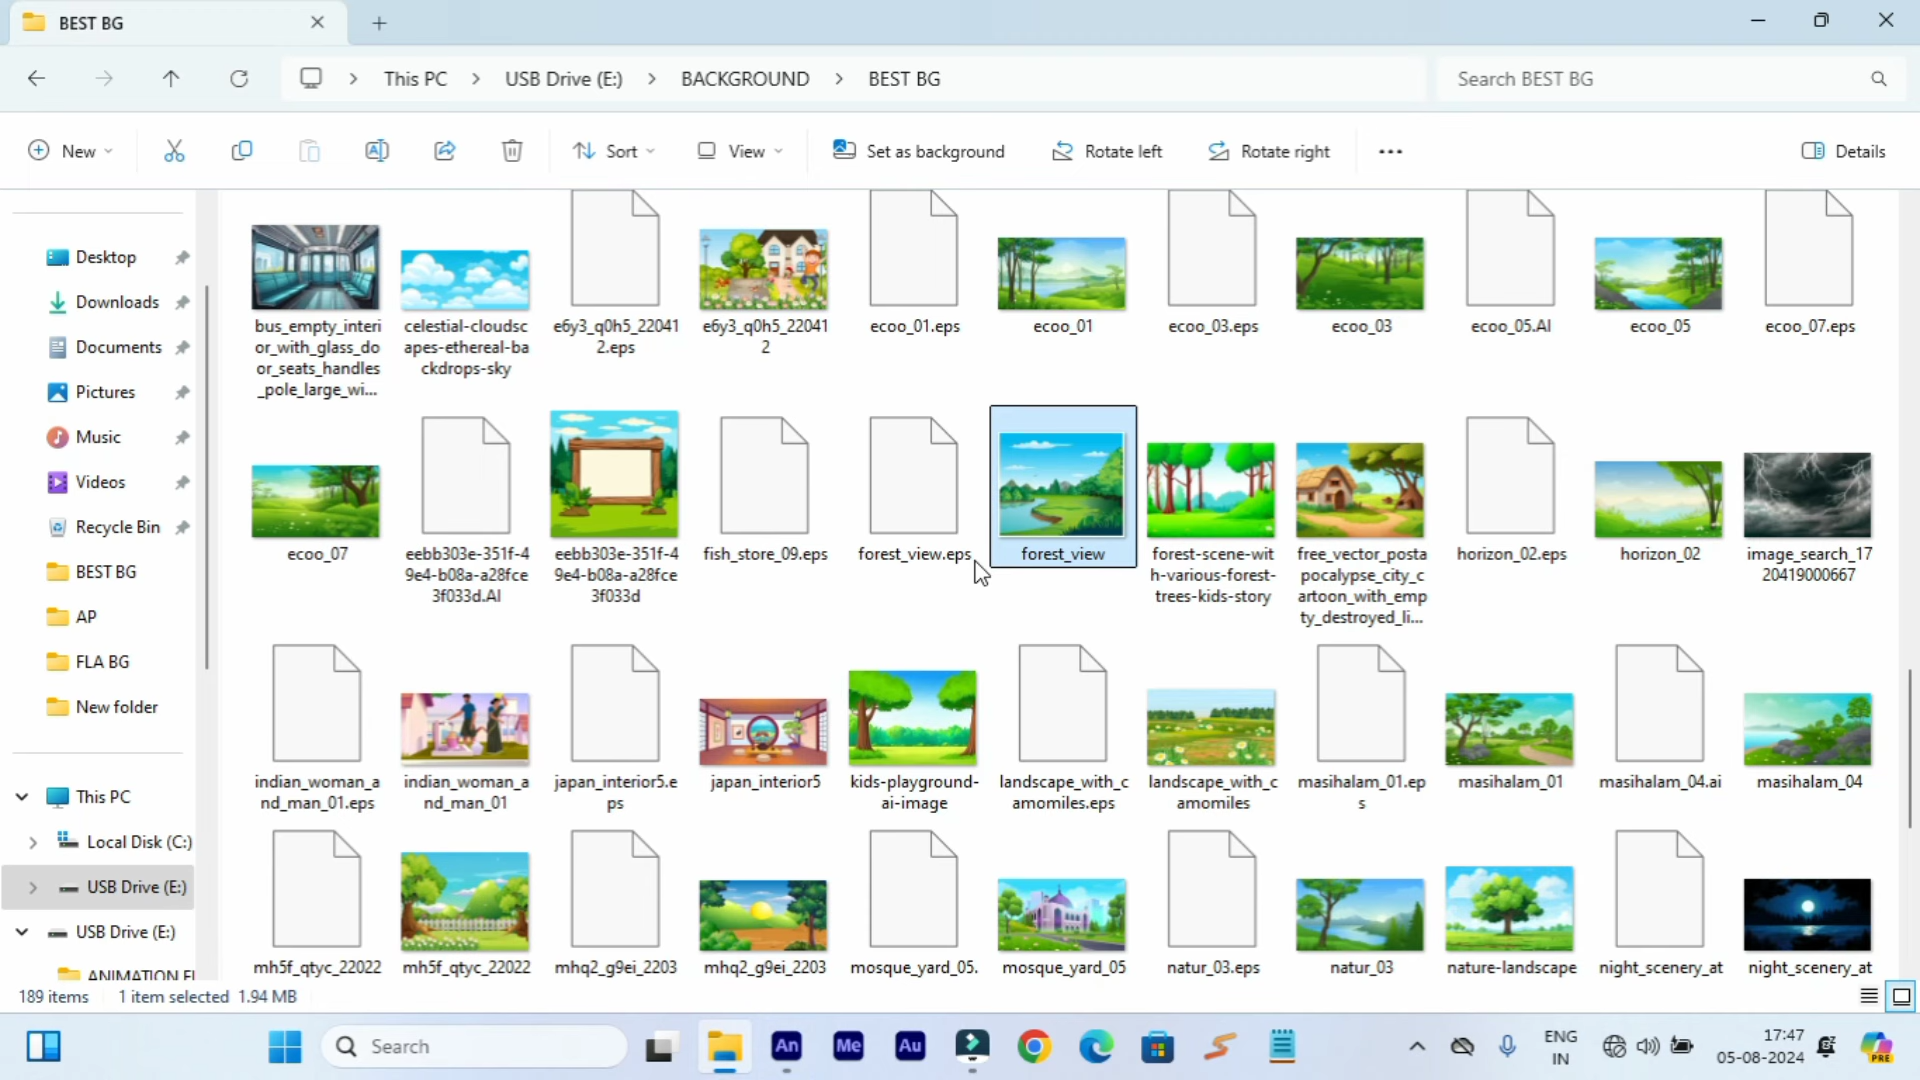 BEST BG
This PC
USB Drive (E:)
BACKGROUND
BEST BG
Search BEST BG
New
Sort
View
Set as background
Rotate left
Rotate right
Details
Desktop
Downloads
Documents
Pictures
Music
Videos
Recycle Bin
BEST BG
AP
FLA BG
New folder
This PC
Local Disk (C:)
USB Drive (E:)
USB Drive (E:)
bus_empty_interi
or_with_glass_do
or_seats_handles
_pole_large_wi...
celestial-cloudsc
apes-ethereal-ba
ckdrops-sky
e6y3_q0h5_22041
2.eps
e6y3_q0h5_22041
2
ecoo_01.eps
ecoo_01
ecoo_03.eps
ecoo_03
ecoo_05.AI
ecoo_05
ecoo_07.eps
ecoo_07
eebb303e-351f-4
9e4-b08a-a28fce
3f033d.AI
eebb303e-351f-4
9e4-b08a-a28fce
3f033d
fish_store_09.eps
forest_view.eps
forest_view
forest-scene-wit
h-various-forest-
trees-kids-story
free_vector_posta
pocalypse_city_c
artoon_with_emp
ty_destroyed_li...
horizon_02.eps
horizon_02
image_search_17
20419000667
indian_woman_a
nd_man_01.eps
indian_woman_a
nd_man_01
japan_interior5.e
ps
japan_interior5
kids-playground-
ai-image
landscape_with_c
amomiles.eps
landscape_with_c
amomiles
masihalam_01.ep
s
masihalam_01
masihalam_04.ai
masihalam_04
mh5f_qtyc_22022
mh5f_qtyc_22022
mhq2_g9ei_2203
mhq2_g9ei_2203
mosque_yard_05.
mosque_yard_05
natur_03.eps
natur_03
nature-landscape
night_scenery_at
night_scenery_at
189 items
1 item selected 1.94 MB
Search
An
Me
Au
ENG
IN
17:47
05-08-2024
PRE